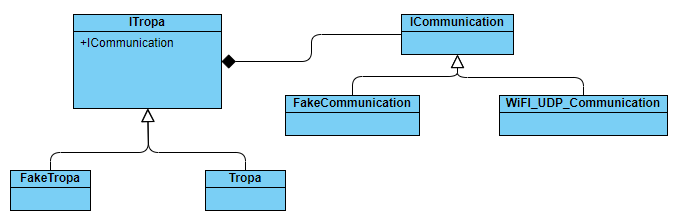 ITropa
+ICommunication
ICommunication
FakeCommunication
WiFI_UDP_Communication
FakeTropa
Tropa